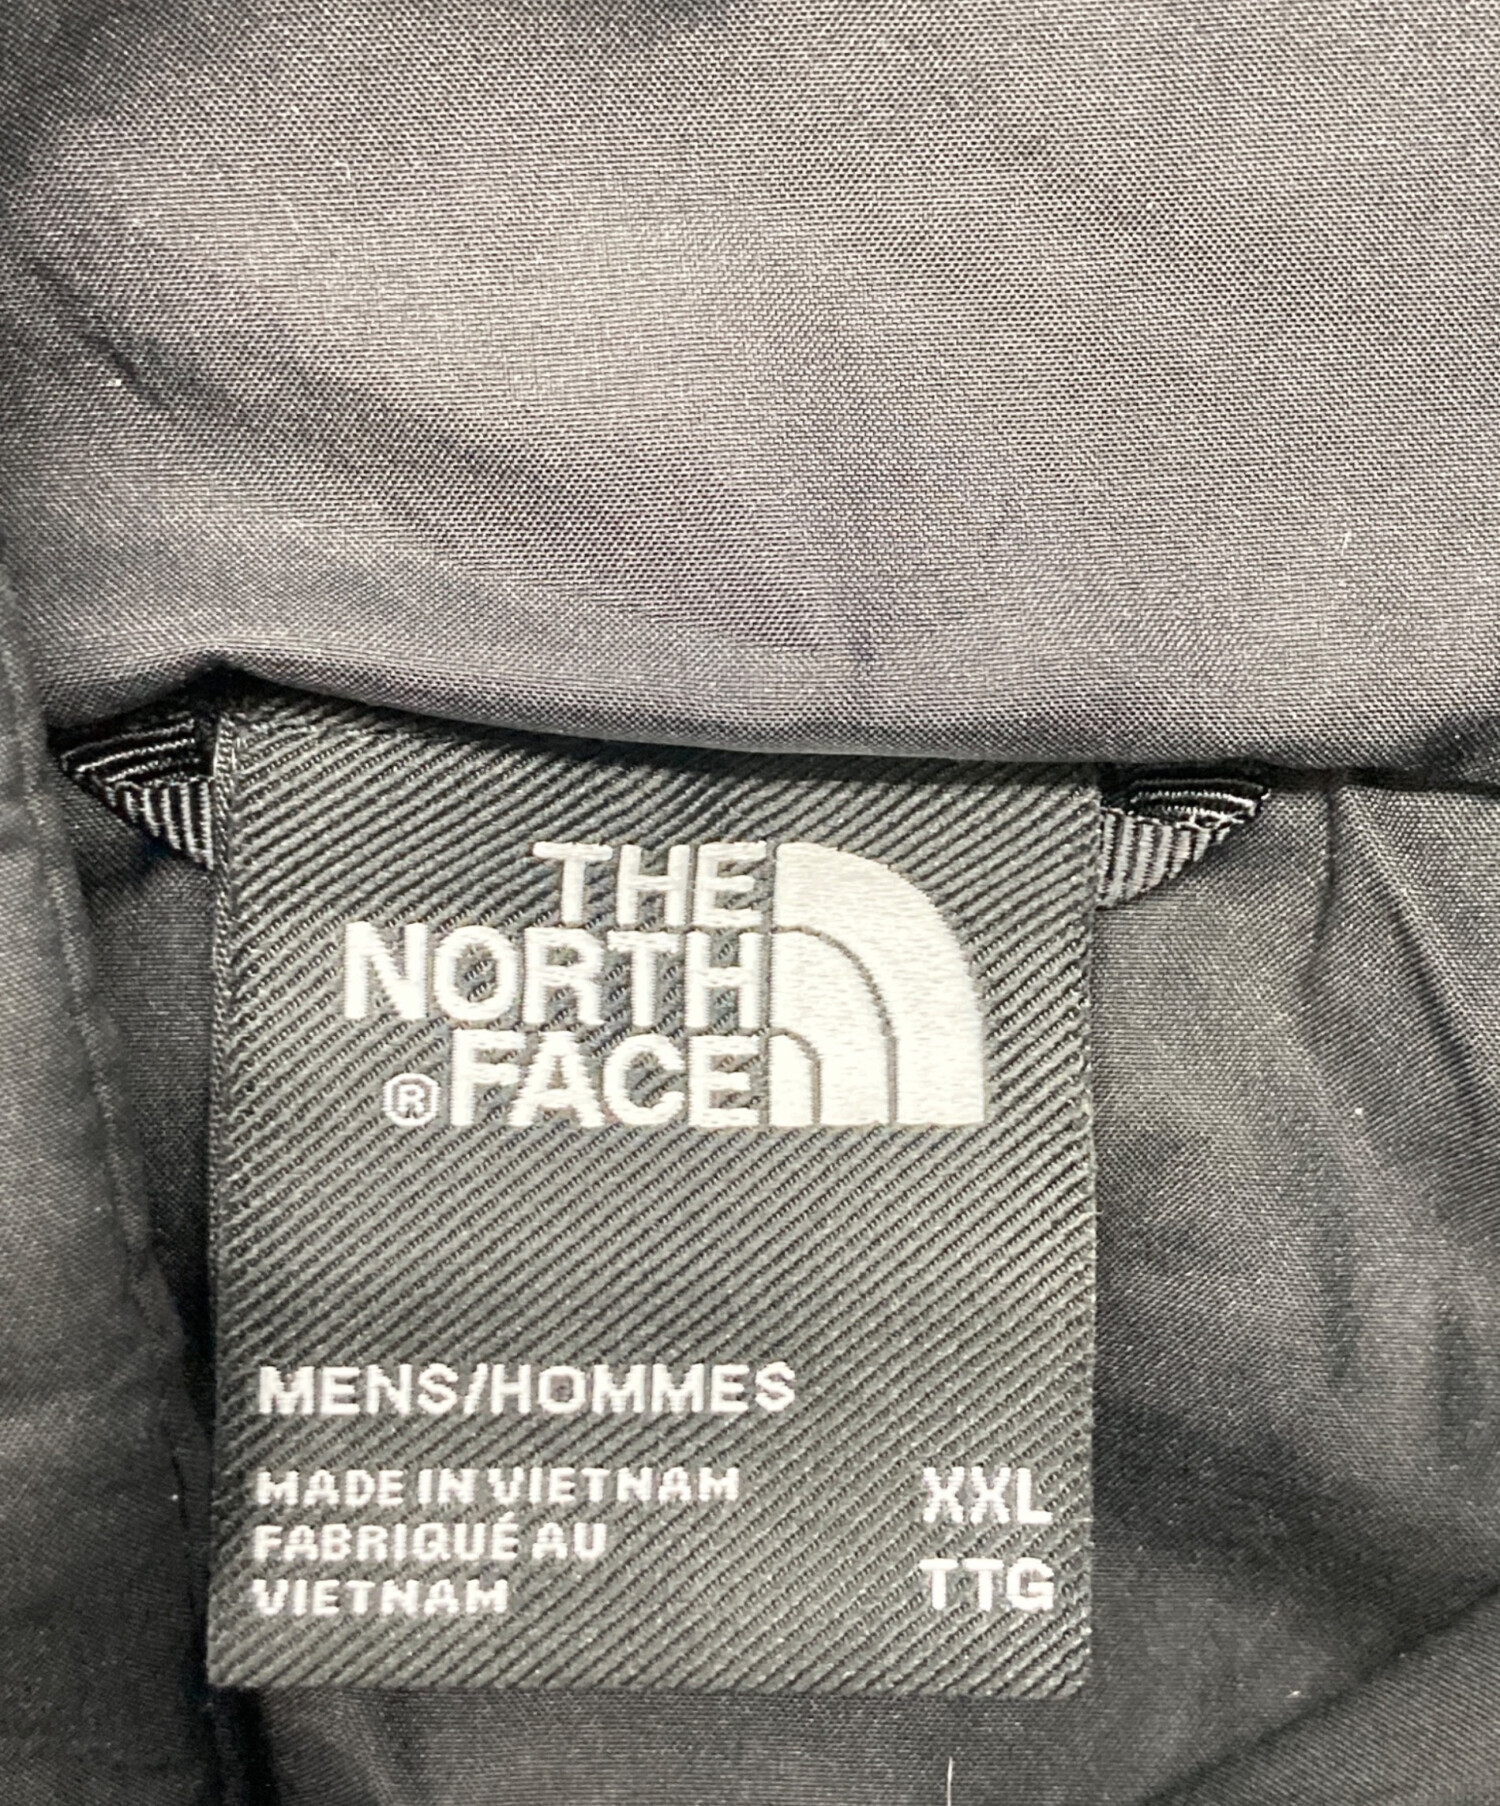 THE
NORTH
®FACE
MENS/HOMMES
MADE IN VIETNAM
FABRIQUÉ AU
VIETNAM
XXL
TTG